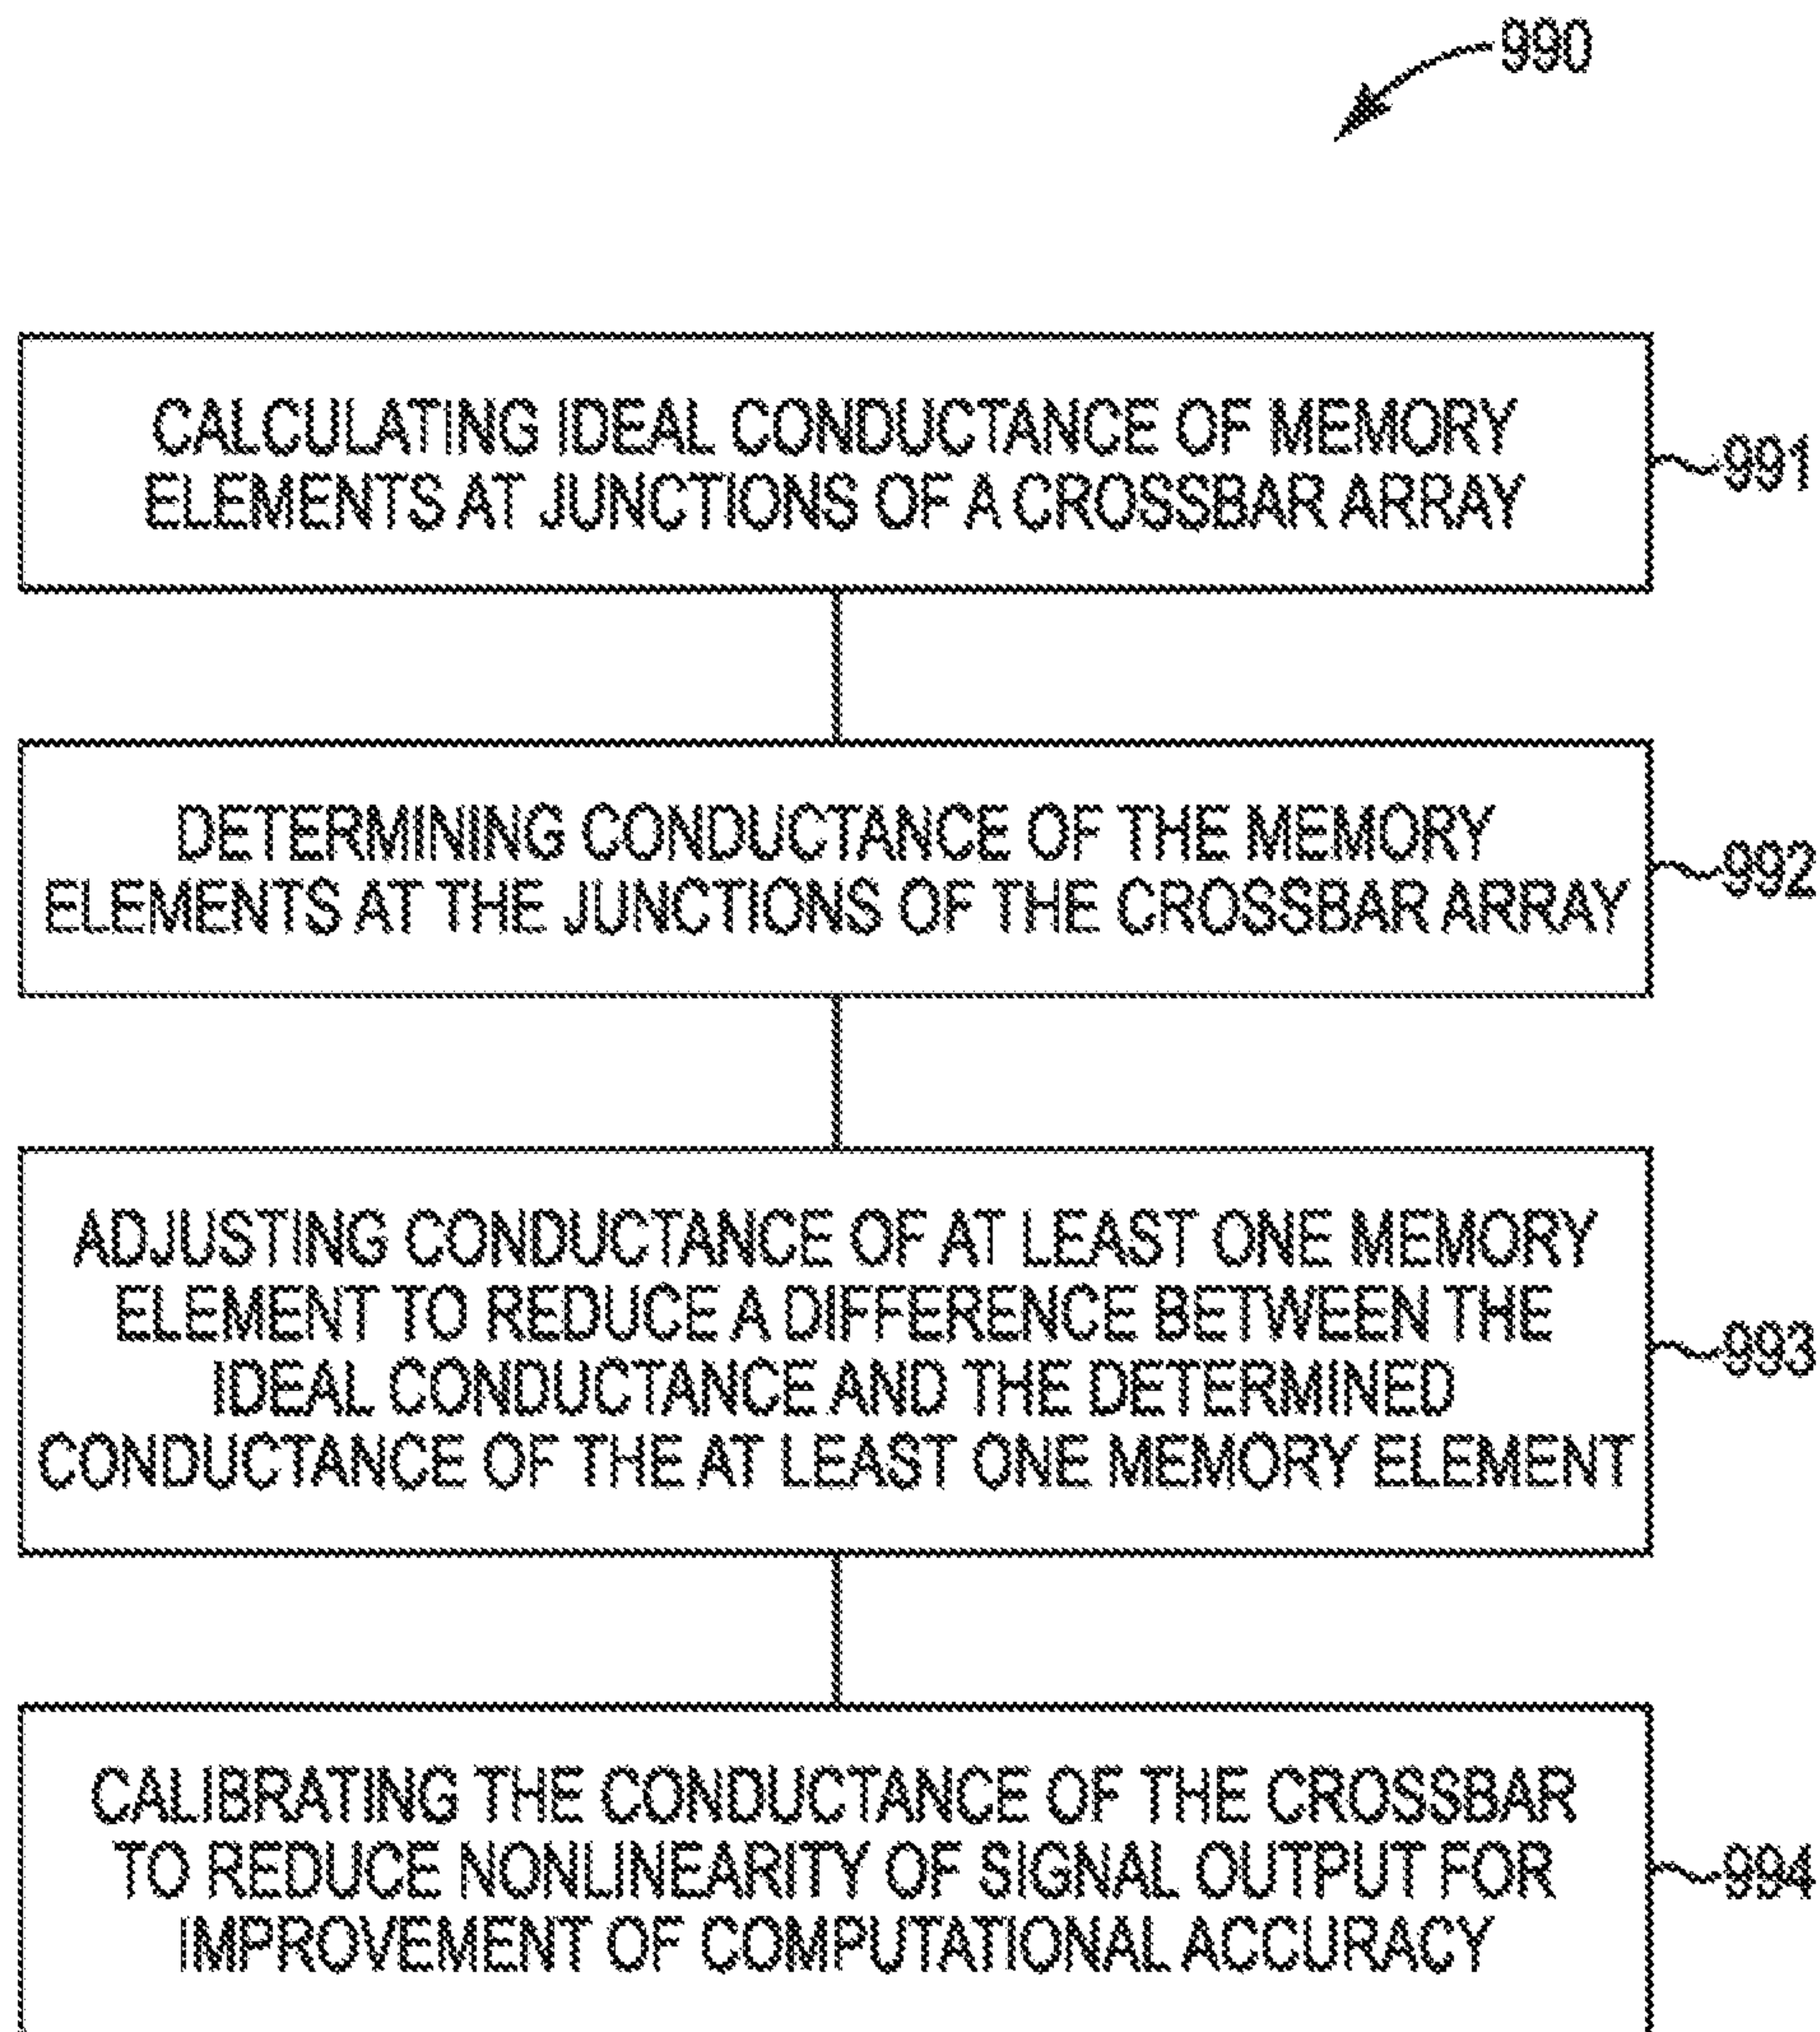 990
CALCULATING IDEAL CONDUCTANCE OF MEMORY
ELEMENTS AT JUNCTIONS OF A CROSSBAR ARRAY
991
DETERMINING CONDUCTANCE OF THE MEMORY
ELEMENTS AT THE JUNCTIONS OF THE CROSSBAR ARRAY
992
ADJUSTING CONDUCTANCE OF AT LEAST ONE MEMORY
ELEMENT TO REDUCE A DIFFERENCE BETWEEN THE
IDEAL CONDUCTANCE AND THE DETERMINED
CONDUCTANCE OF THE AT LEAST ONE MEMORY ELEMENT
993
CALIBRATING THE CONDUCTANCE OF THE CROSSBAR
TO REDUCE NONLINEARITY OF SIGNAL OUTPUT FOR
IMPROVEMENT OF COMPUTATIONAL ACCURACY
994